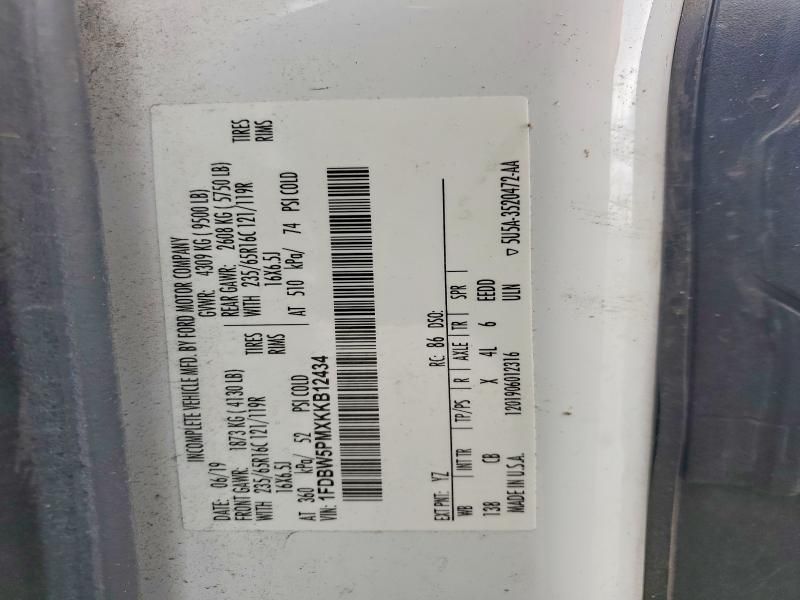 INCOMPLETE VEHICLE MFD. BY FORD MOTOR COMPANY
DATE: 06/19 GVWR: 4309 KG ( 9500 LB)
FRONT GAWR: 1873 KG ( 4130 LB) REAR GAWR: 2608 KG ( 5750 LB)
WITH TIRES WITH TIRES
235/65R16C 121/119R 235/65R16C 121/119R
16X6.5J RIMS 16X6.5J RIMS
AT 360 kPa/ 52 PSI COLD AT 510 kPa/ 74 PSI COLD
VIN: 1FDBW5PMXKKB12434
EXT PNT: YZ RC: 86 DSO:
WB INT TR TP/PS R AXLE TR SPR
138 CB X 4L 6 EEDD
MADE IN U.S.A. 1201906012316 ULN
▽ 5U5A-3520472-AA